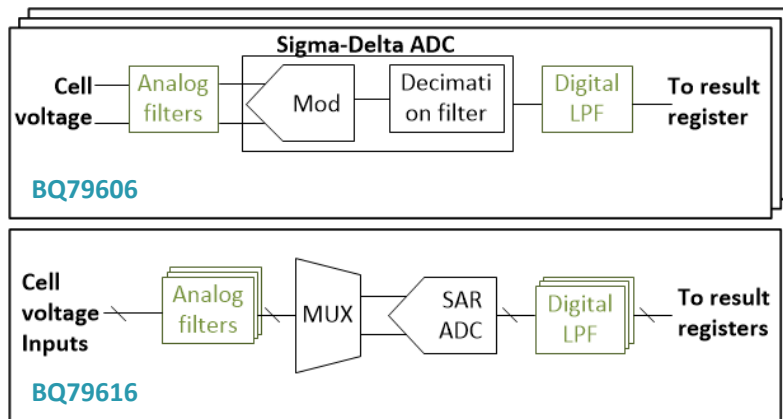 Sigma-Delta ADC
Cell
voltage
Analog
filters
Mod
Decimati
on filter
Digital
LPF
To result
register
BQ79606
Cell
voltage
Inputs
Analog
filters
MUX
SAR
ADC
Digital
LPF
To result
registers
BQ79616